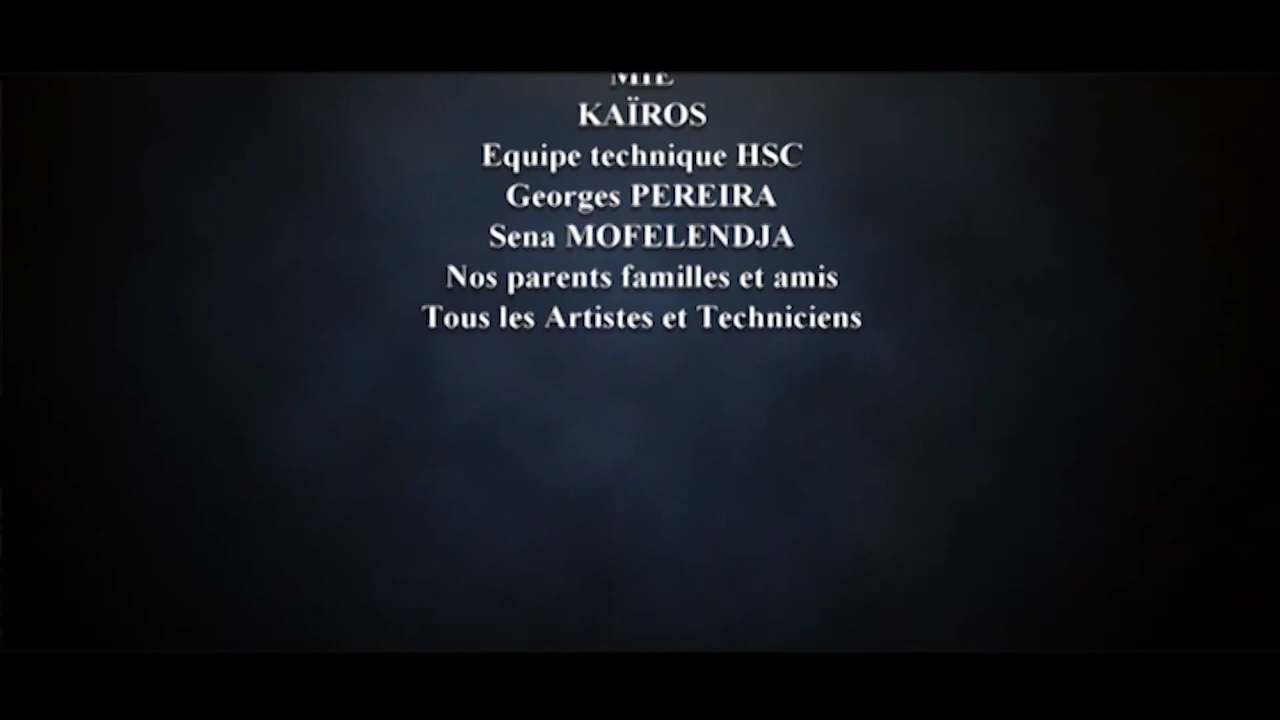 KAÏROS
Equipe technique HSC
Georges PEREIRA
Sena MOFELENDJA
Nos parents familles et amis
Tous les Artistes et Techniciens